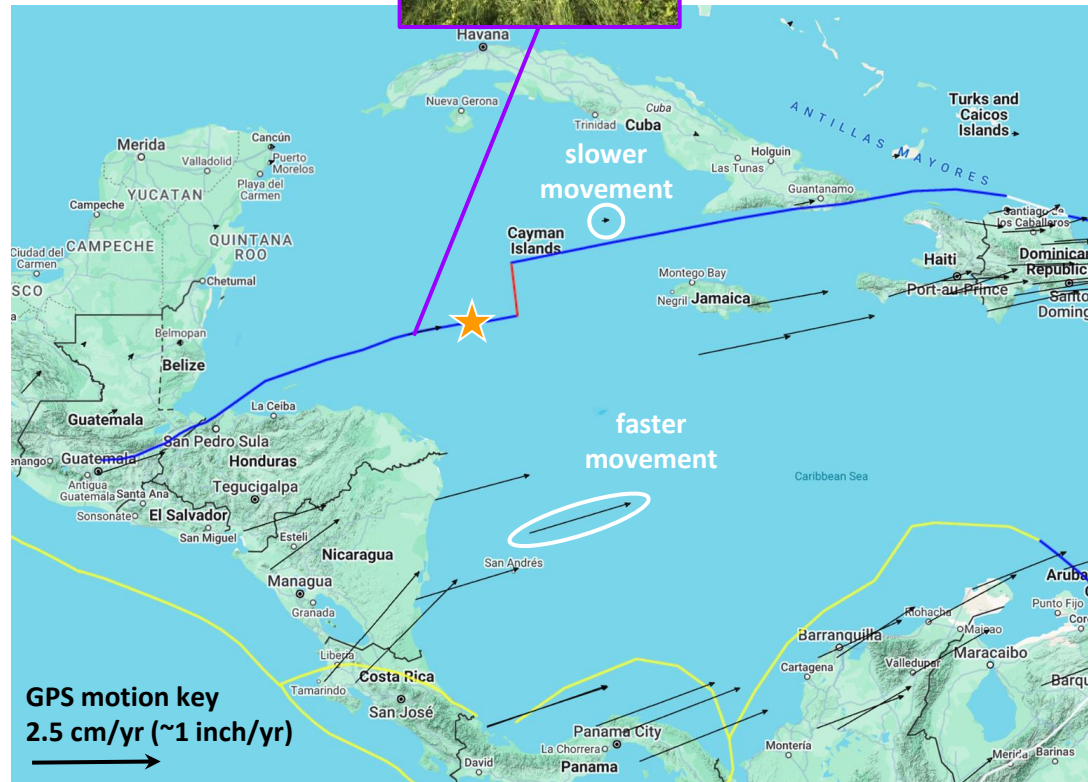 Havana
Nueva Gerona
Cuba
Trinidad
Cuba
Las Tunas
Holguin
Guantanamo
ANTILLAS MAYORES
Turks and
Caicos
Islands
Merida
Valladolid
Cancún
Puerto
Morelos
Playa del
Carmen
YUCATAN
Campeche
CAMPECHE
QUINTANA
ROO
Ciudad del
Carmen
Chetumal
slower
movement
Cayman
Islands
Montego Bay
Negril
Jamaica
Haiti
Port-au Prince
Santiago de
los Caballeros
Dominican
Republic
Santo
Doming
Belmopan
Belize
Guatemala
La Ceiba
San Pedro Sula
Guatemala
Honduras
Antigua
Guatemala
Santa Ana
Tegucigalpa
Sonsonate
El Salvador
San Miguel
Esteli
Nicaragua
Managua
Granada
San Andrés
faster
movement
Caribbean Sea
Liberia
Tamarindo
Costa Rica
San José
David
La Chorrera
Panama City
Panama
Barranquilla
Cartagena
Riohacha
Maicao
Valledupar
Maracaibo
Montería
Aruba
Punto Fijo
Merida
Barinas
GPS motion key
2.5 cm/yr (~1 inch/yr)